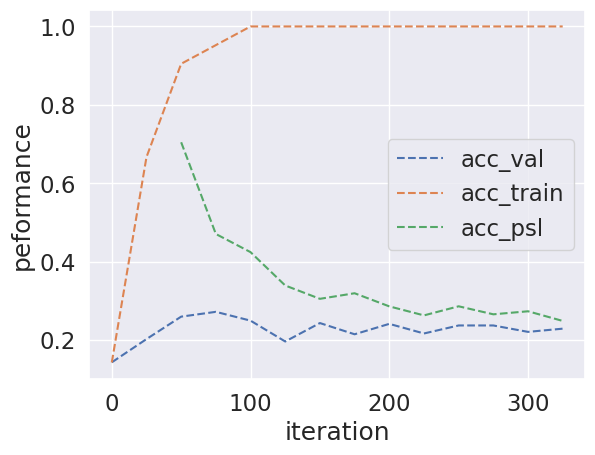 1.0
0.8
0.6
0.4
0.2
peformance
acc_val
acc_train
acc_psl
0 100 200 300
iteration